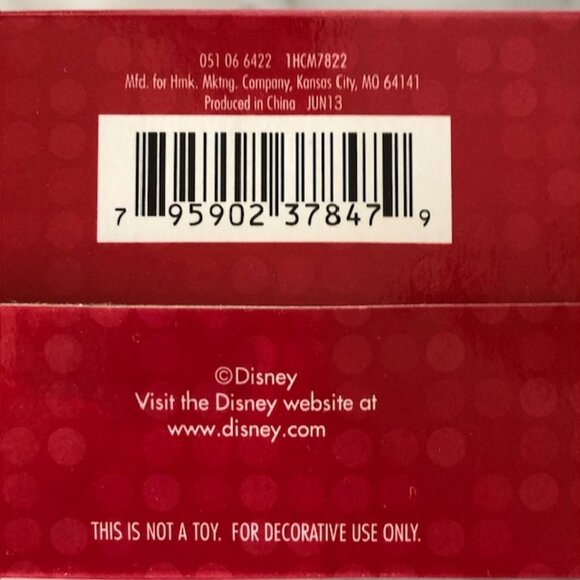 051 06 6422 1HCM7822
Mfd. for Hmk. Mktng. Company, Kansas City, MO 64141
Produced in China JUN13
7 95902 37847 9
©Disney
Visit the Disney website at
www.disney.com
THIS IS NOT A TOY. FOR DECORATIVE USE ONLY.